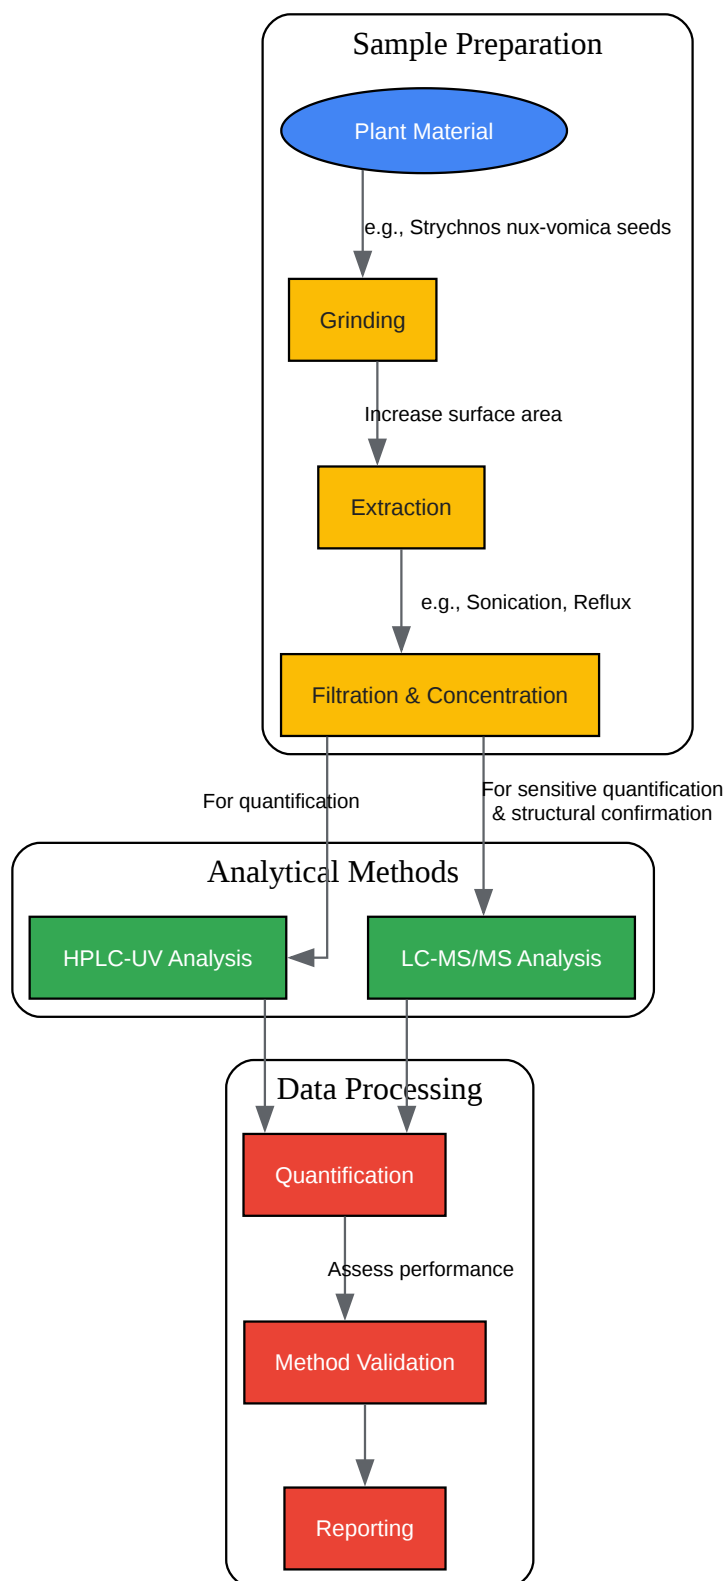 Sample Preparation
Plant Material
e.g., Strychnos nux-vomica seeds
Grinding
Increase surface area
Extraction
e.g., Sonication, Reflux
Filtration & Concentration
For quantification
For sensitive quantification
& structural confirmation
Analytical Methods
HPLC-UV Analysis
LC-MS/MS Analysis
Data Processing
Quantification
Assess performance
Method Validation
Reporting